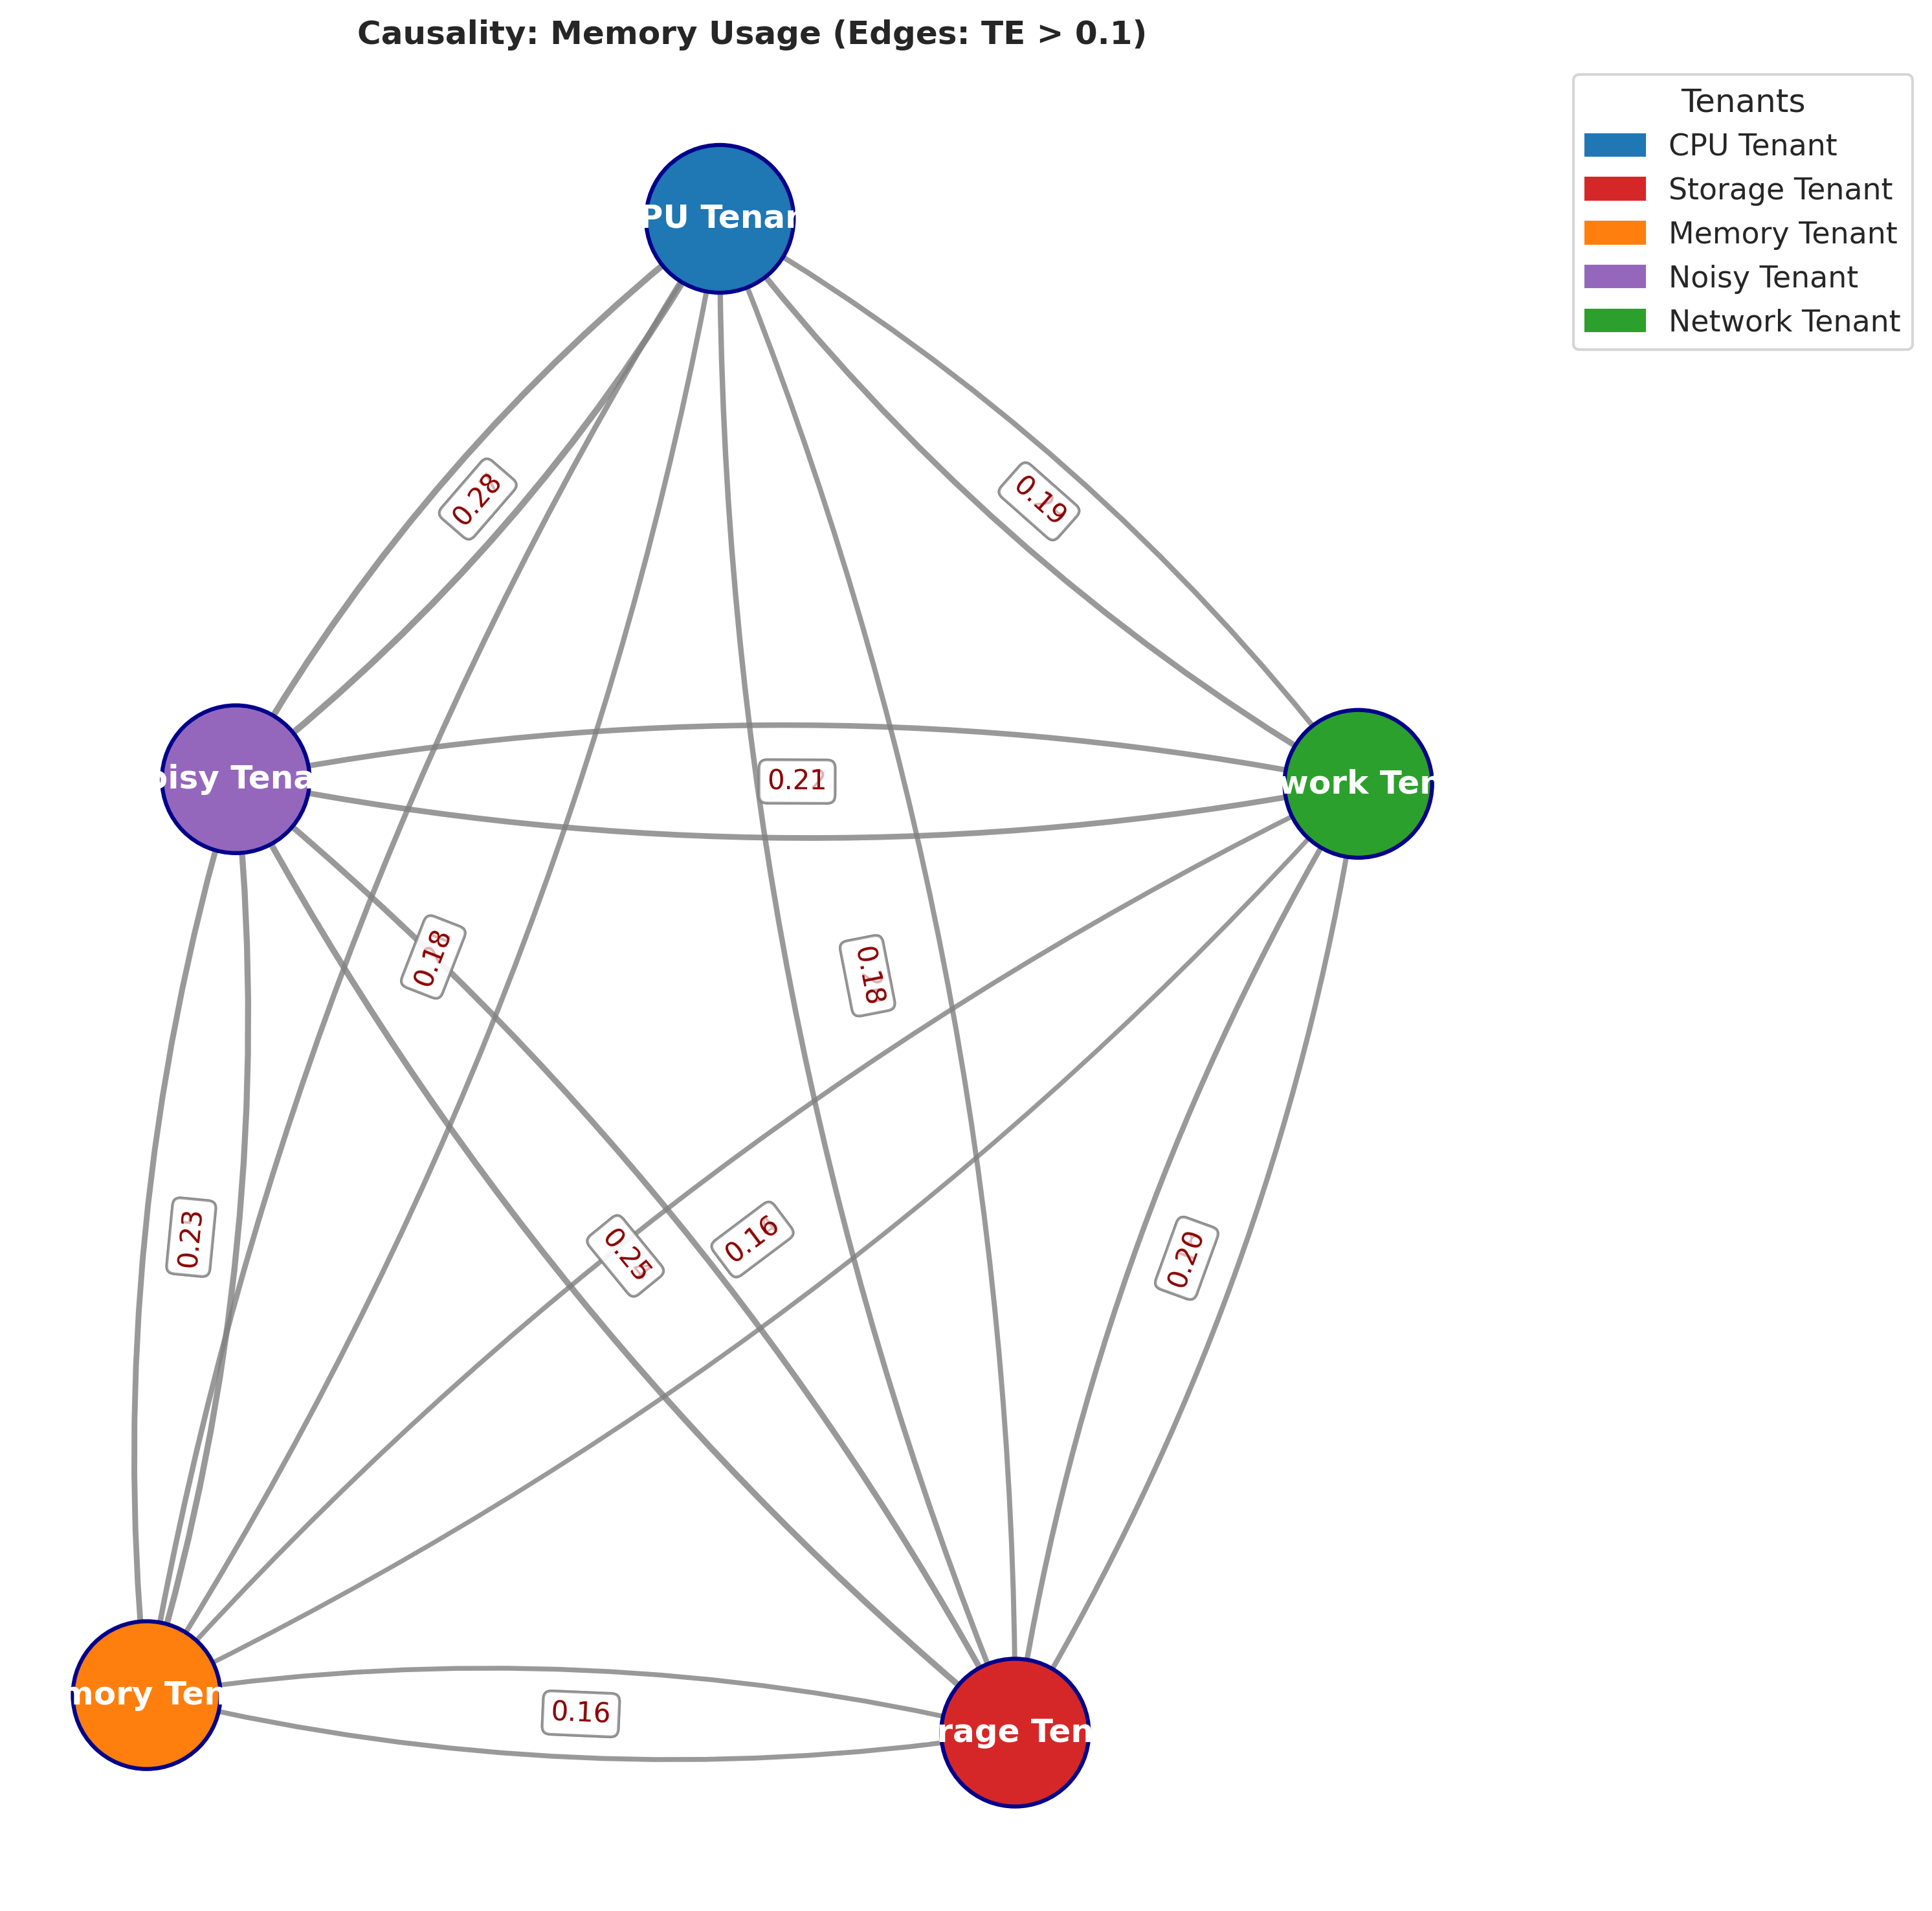 Causality: Memory Usage (Edges: TE > 0.1)
Tenants
CPU Tenant
Storage Tenant
Memory Tenant
Noisy Tenant
Network Tenant
PU Tenan
0.28
0.19
oisy Tena
0.21
work Ten
0.18
0.18
0.23
0.25
0.16
0.20
mory Ten
0.16
rage Ten